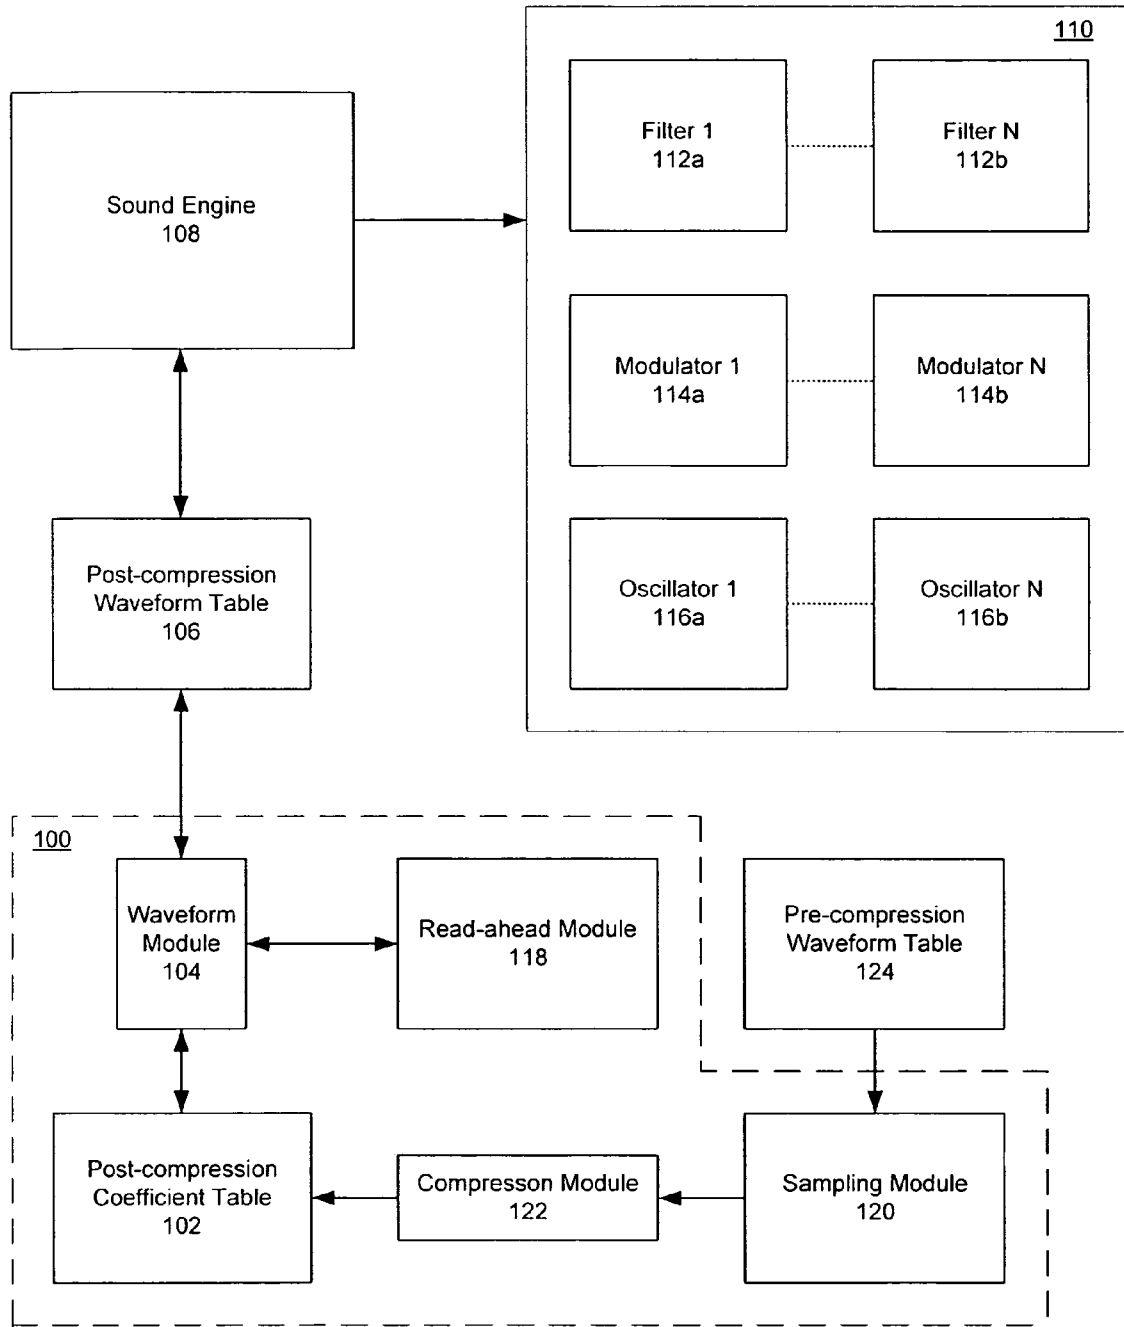 110
Filter 1
112a
Filter N
112b
Sound Engine
108
Modulator 1
114a
Modulator N
114b
Post-compression
Waveform Table
106
Oscillator 1
116a
Oscillator N
116b
100
Waveform
Module
104
Read-ahead Module
118
Pre-compression
Waveform Table
124
Post-compression
Coefficient Table
102
Compresson Module
122
Sampling Module
120